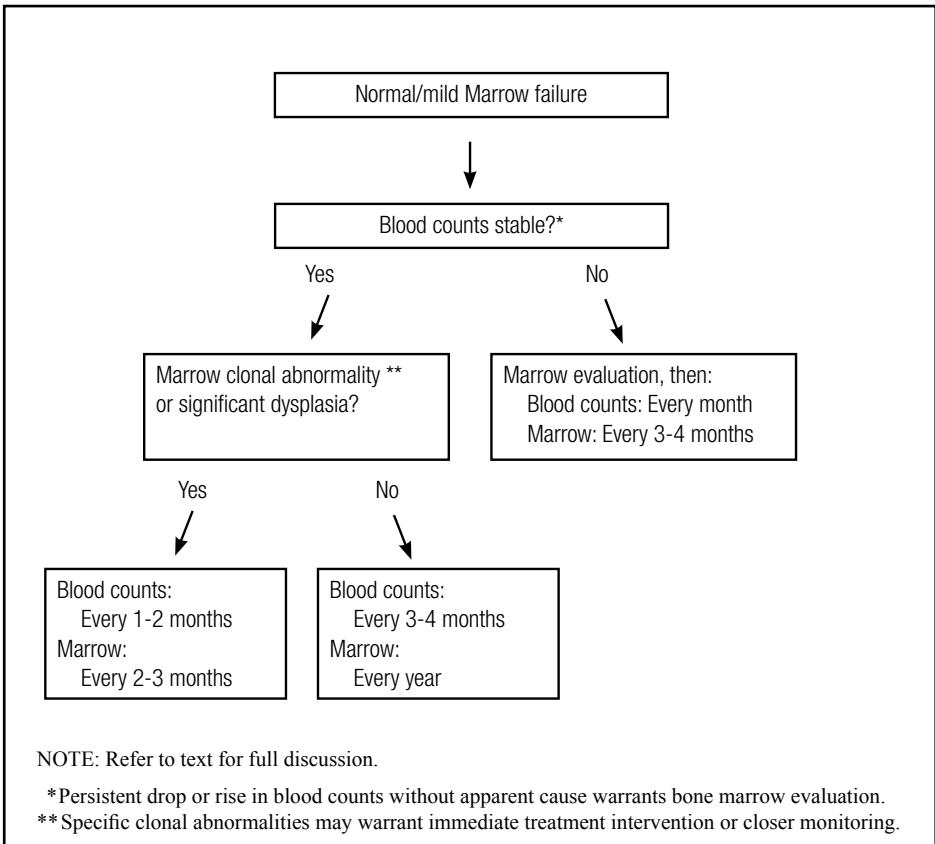 Normal/mild Marrow failure
Blood counts stable?*
Yes
No
Marrow clonal abnormality **
or significant dysplasia?
Marrow evaluation, then:
Blood counts: Every month
Marrow: Every 3-4 months
Yes
No
Blood counts:
Every 1-2 months
Marrow:
Every 2-3 months
Blood counts:
Every 3-4 months
Marrow:
Every year
NOTE: Refer to text for full discussion.
*Persistent drop or rise in blood counts without apparent cause warrants bone marrow evaluation.
**Specific clonal abnormalities may warrant immediate treatment intervention or closer monitoring.